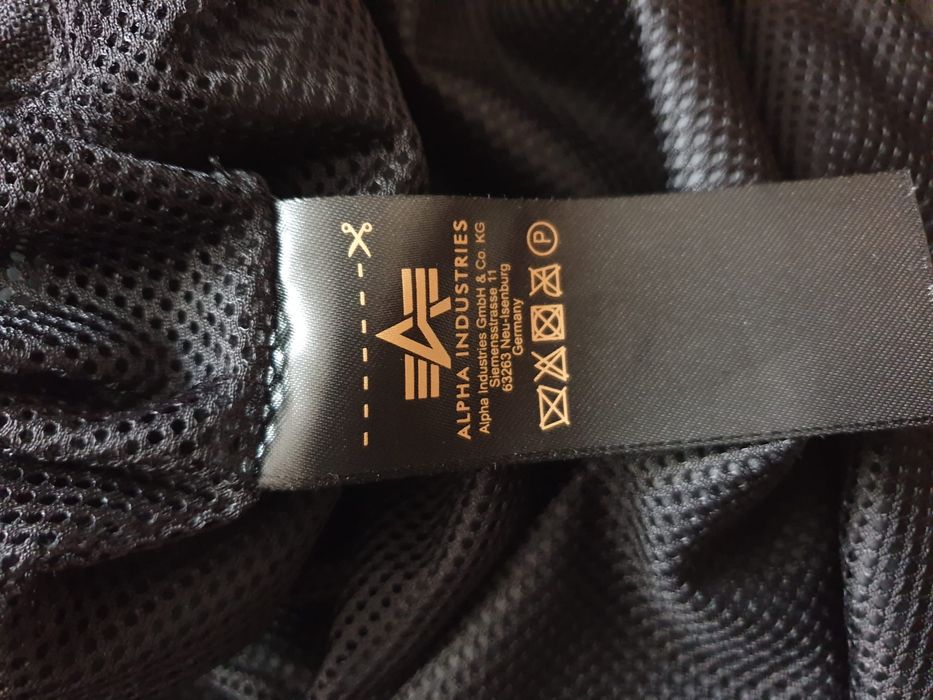 ALPHA INDUSTRIES
Alpha Industries GmbH & Co. KG
Siemensstrasse 11
63263 Neu-Isenburg
Germany
P